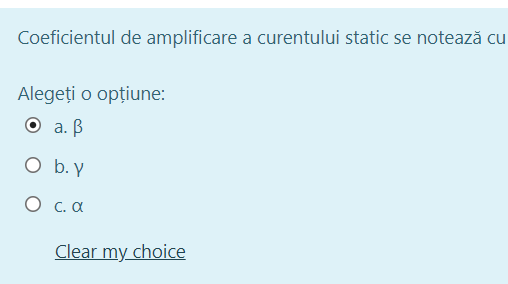 Coeficientul de amplificare a curentului static se notează cu
Alegeți o opțiune:
a. β
b. γ
c. α
Clear my choice